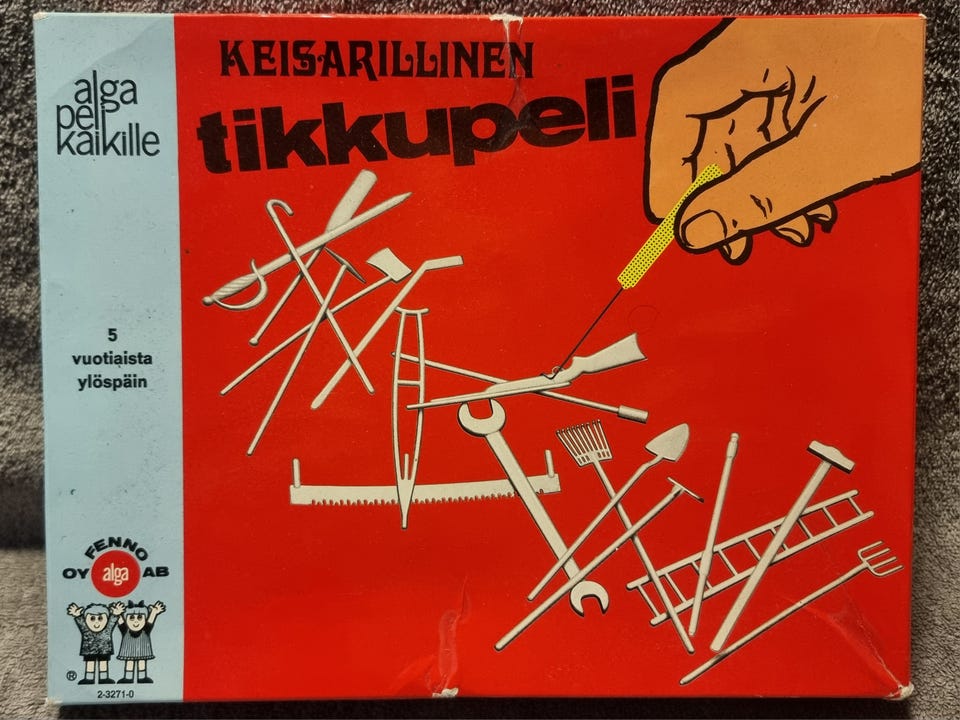 alga
peli
kaikille
KEISARILLINEN
tikkupeli
5
vuotiaista
ylöspäin
FENNO
OY alga AB
®
2-3271-0